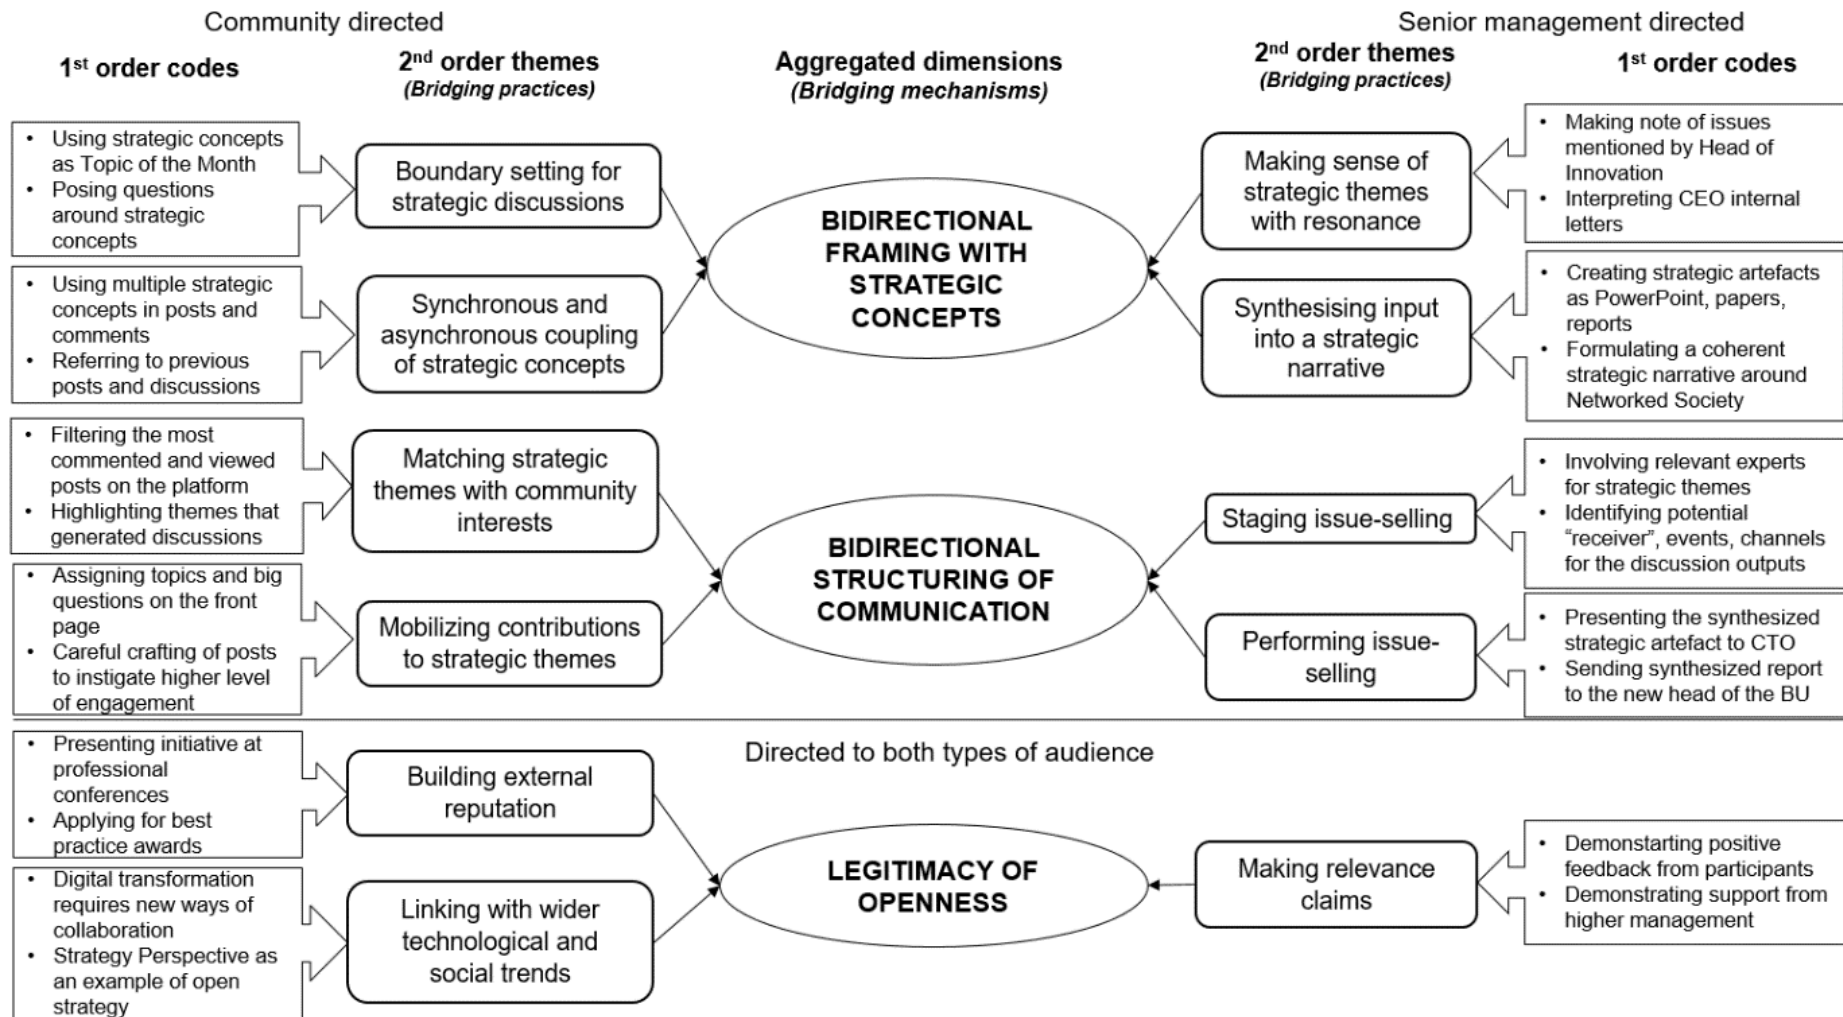 Community directed
Senior management directed
1st order codes
2nd order themes
(Bridging practices)
Aggregated dimensions
(Bridging mechanisms)
2nd order themes
(Bridging practices)
1st order codes
• Using strategic concepts
as Topic of the Month
• Posing questions
around strategic
concepts
Boundary setting for
strategic discussions
• Using multiple strategic
concepts in posts and
comments
• Referring to previous
posts and discussions
Synchronous and
asynchronous coupling
of strategic concepts
BIDIRECTIONAL
FRAMING WITH
STRATEGIC
CONCEPTS
Making sense of
strategic themes
with resonance
• Making note of issues
mentioned by Head of
Innovation
• Interpreting CEO internal
letters
Synthesising input
into a strategic
narrative
• Creating strategic artefacts
as PowerPoint, papers,
reports
• Formulating a coherent
strategic narrative around
Networked Society
• Filtering the most
commented and viewed
posts on the platform
• Highlighting themes that
generated discussions
Matching strategic
themes with community
interests
• Assigning topics and big
questions on the front
page
• Careful crafting of posts
to instigate higher level
of engagement
Mobilizing contributions
to strategic themes
BIDIRECTIONAL
STRUCTURING OF
COMMUNICATION
Staging issue-selling
• Involving relevant experts
for strategic themes
• Identifying potential
“receiver”, events, channels
for the discussion outputs
Performing issue-
selling
• Presenting the synthesized
strategic artefact to CTO
• Sending synthesized report
to the new head of the BU
Directed to both types of audience
• Presenting initiative at
professional
conferences
• Applying for best
practice awards
Building external
reputation
• Digital transformation
requires new ways of
collaboration
• Strategy Perspective as
an example of open
strategy
Linking with wider
technological and
social trends
LEGITIMACY OF
OPENNESS
Making relevance
claims
• Demonstarting positive
feedback from participants
• Demonstrating support from
higher management